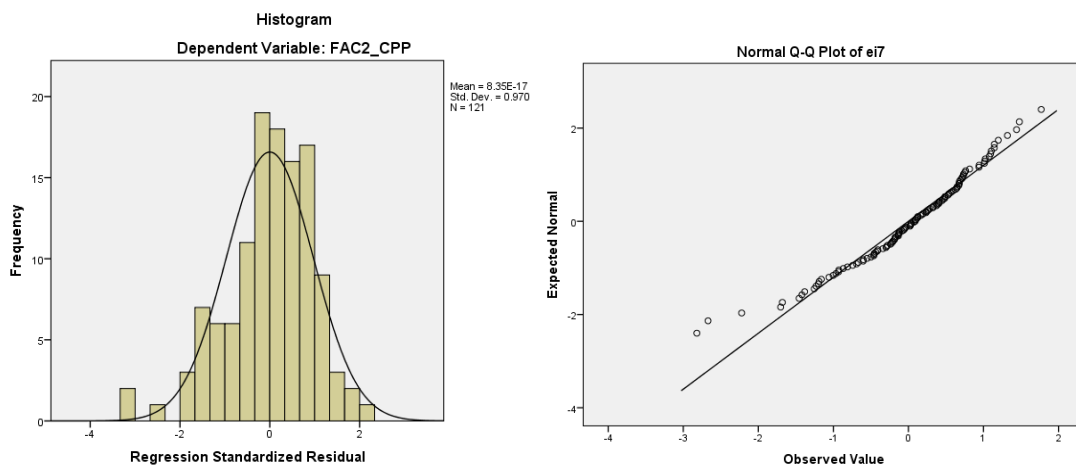 Histogram
Dependent Variable: FAC2_CPP
Mean = 8.35E-17
Std. Dev. = 0.970
N = 121
20
15
10
5
0
Frequency
-4
-2
0
2
Regression Standardized Residual
Normal Q-Q Plot of ei7
2
0
-2
-4
Expected Normal
-4
-3
-2
-1
0
1
2
Observed Value